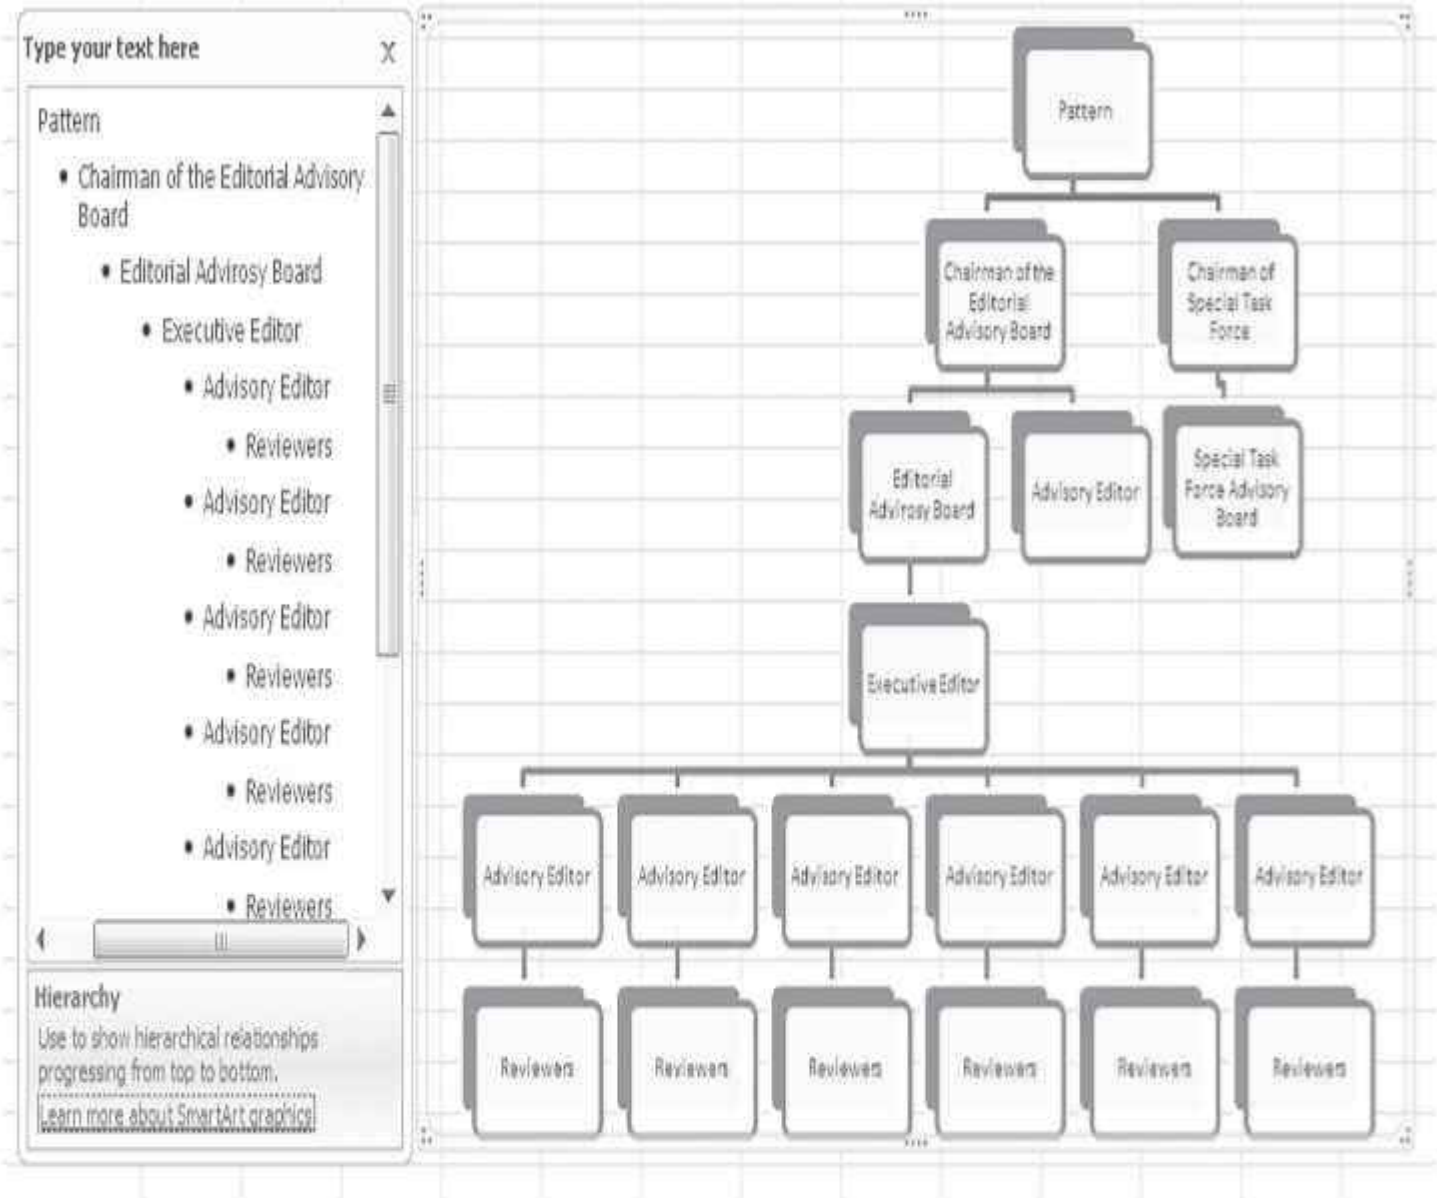 Type your text here
X
Pattern
• Chairman of the Editorial Advisory
Board
• Editorial Advirosy Board
• Executive Editor
• Advisory Editor
• Reviewers
• Advisory Editor
• Reviewers
• Advisory Editor
• Reviewers
• Advisory Editor
• Reviewers
• Advisory Editor
• Reviewers
Hierarchy
Use to show hierarchical relationships
progressing from top to bottom.
Learn more about SmartArt graphics
Pattern
Chairman of the
Editorial
Advisory Board
Chairman of
Special Task
Force
Editorial
Advirosy Board
Advisory Editor
Special Task
Force Advisory
Board
Executive Editor
Advisory Editor
Advisory Editor
Advisory Editor
Advisory Editor
Advisory Editor
Advisory Editor
Reviewers
Reviewers
Reviewers
Reviewers
Reviewers
Reviewers